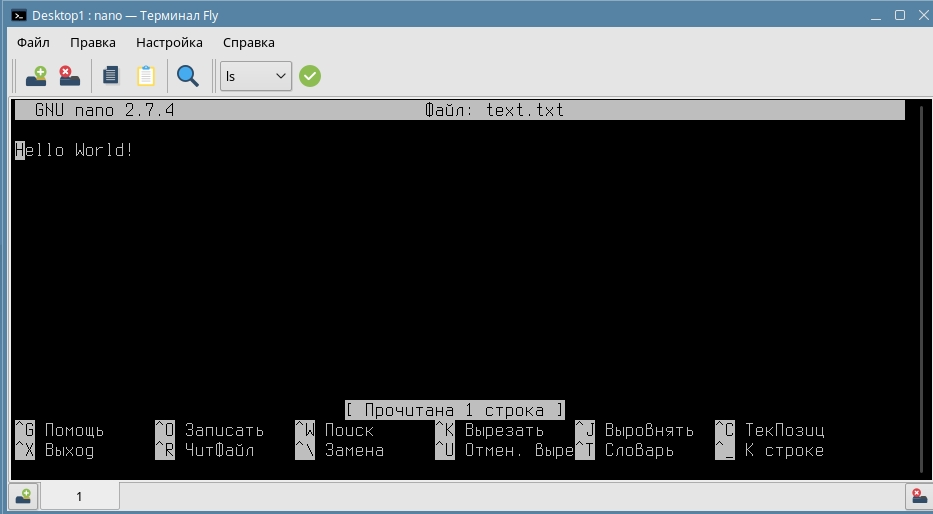 Desktop1 : nano — Терминал Fly
Файл Правка Настройка Справка
ls
GNU nano 2.7.4 Файл: text.txt
Hello World!
[ Прочитана 1 строка ]
^G Помощь ^O Записать ^W Поиск ^K Вырезать ^J Выровнять ^C ТекПозиц
^X Выход ^R ЧитФайл ^\ Замена ^U Отмен. Выре^T Словарь ^_ К строке
1